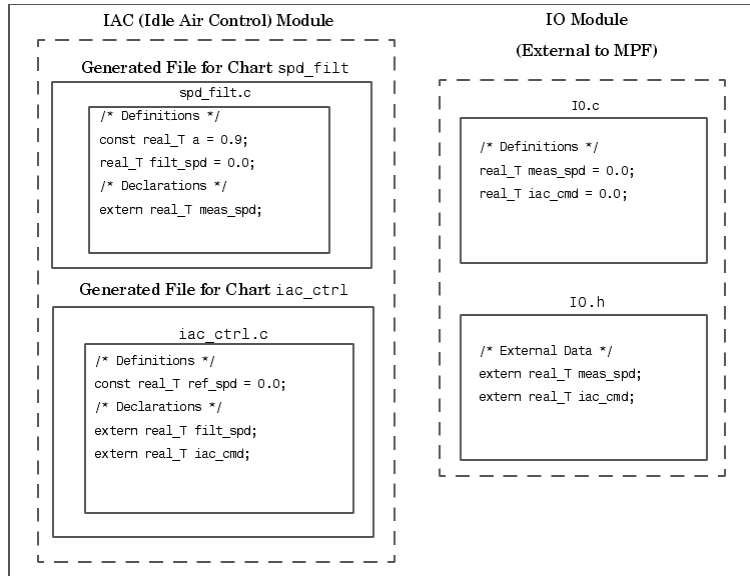 IAC (Idle Air Control) Module
Generated File for Chart spd_filt
spd_filt.c
/* Definitions */
const real_T a = 0.9;
real_T filt_spd = 0.0;
/* Declarations */
extern real_T meas_spd;
Generated File for Chart iac_ctrl
iac_ctrl.c
/* Definitions */
const real_T ref_spd = 0.0;
/* Declarations */
extern real_T filt_spd;
extern real_T iac_cmd;
IO Module
(External to MPF)
IO.c
/* Definitions */
real_T meas_spd = 0.0;
real_T iac_cmd = 0.0;
IO.h
/* External Data */
extern real_T meas_spd;
extern real_T iac_cmd;